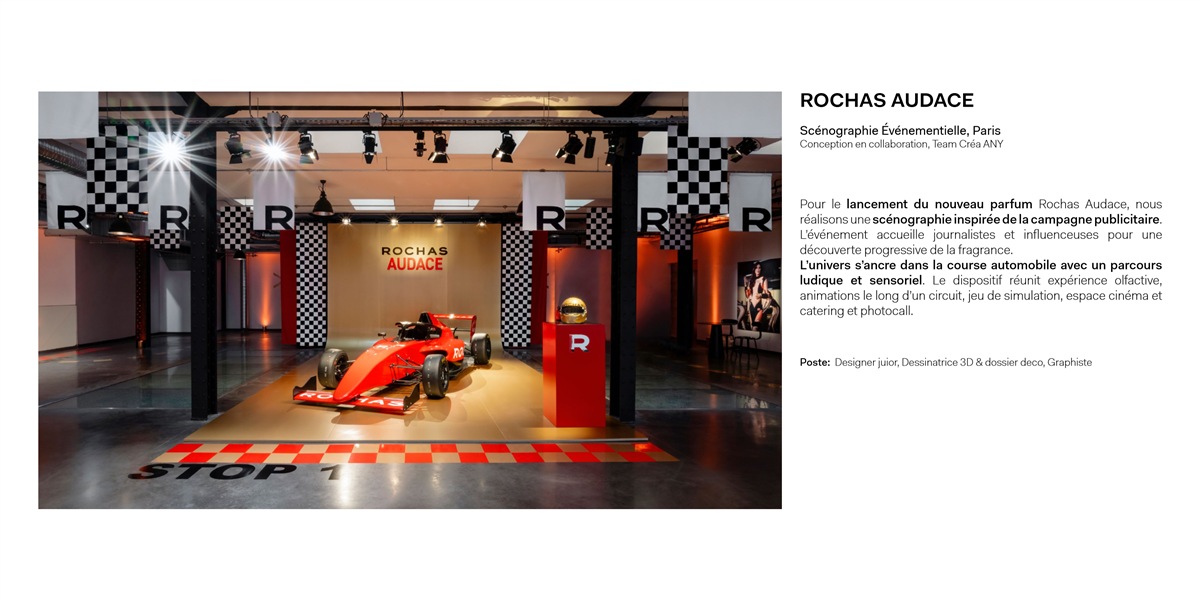 ROCHAS AUDACE
Scénographie Événementielle, Paris
Conception en collaboration, Team Créa ANY
Pour le lancement du nouveau parfum Rochas Audace, nous
réalisons une scénographie inspirée de la campagne publicitaire.
L'événement accueille journalistes et influenceuses pour une
découverte progressive de la fragrance.
L'univers s'ancre dans la course automobile avec un parcours
ludique et sensoriel. Le dispositif réunit expérience olfactive,
animations le long d'un circuit, jeu de simulation, espace cinéma et
catering et photocall.
Poste: Designer juior, Dessinatrice 3D & dossier deco, Graphiste
R
R
R
R
R
R
ROCHAS
AUDACE
R
RO
ROCHAS
STOP 1